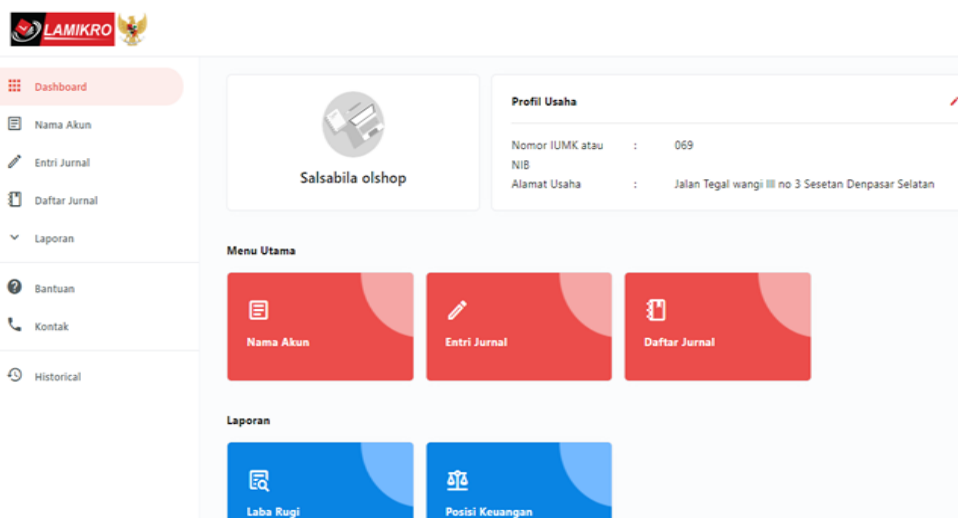 LAMIKRO
Dashboard
Nama Akun
Entri Jurnal
Daftar Jurnal
Laporan
Bantuan
Kontak
Historical
Salsabila olshop
Profil Usaha
Nomor IUMK atau : 069
NIB
Alamat Usaha : Jalan Tegal wangi III no 3 Sesetan Denpasar Selatan
Menu Utama
Nama Akun
Entri Jurnal
Daftar Jurnal
Laporan
Laba Rugi
Posisi Keuangan